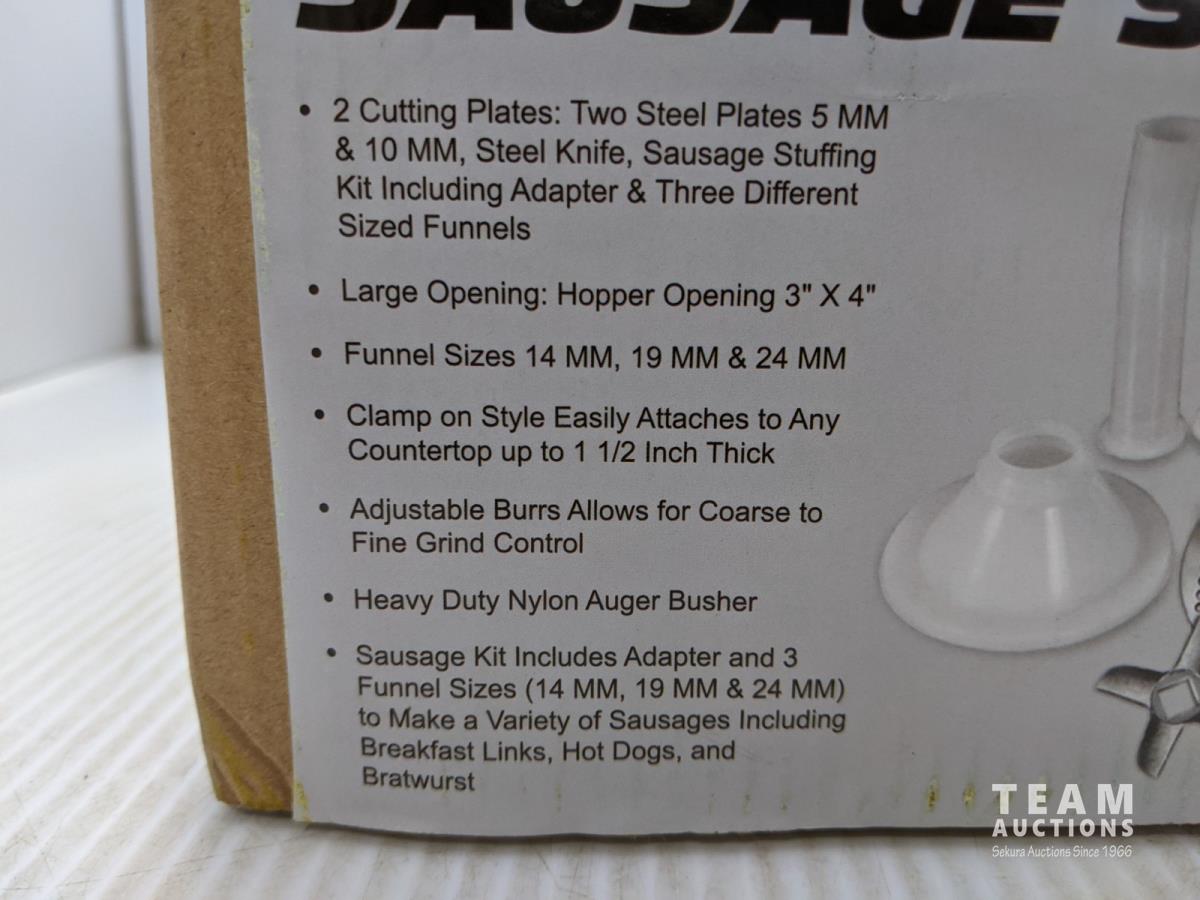 SAUSAGE S
• 2 Cutting Plates: Two Steel Plates 5 MM
& 10 MM, Steel Knife, Sausage Stuffing
Kit Including Adapter & Three Different
Sized Funnels
• Large Opening: Hopper Opening 3" X 4"
• Funnel Sizes 14 MM, 19 MM & 24 MM
• Clamp on Style Easily Attaches to Any
Countertop up to 1 1/2 Inch Thick
• Adjustable Burrs Allows for Coarse to
Fine Grind Control
• Heavy Duty Nylon Auger Busher
• Sausage Kit Includes Adapter and 3
Funnel Sizes (14 MM, 19 MM & 24 MM)
to Make a Variety of Sausages Including
Breakfast Links, Hot Dogs, and
Bratwurst
TEAM
AUCTIONS
Sekura Auctions Since 1966